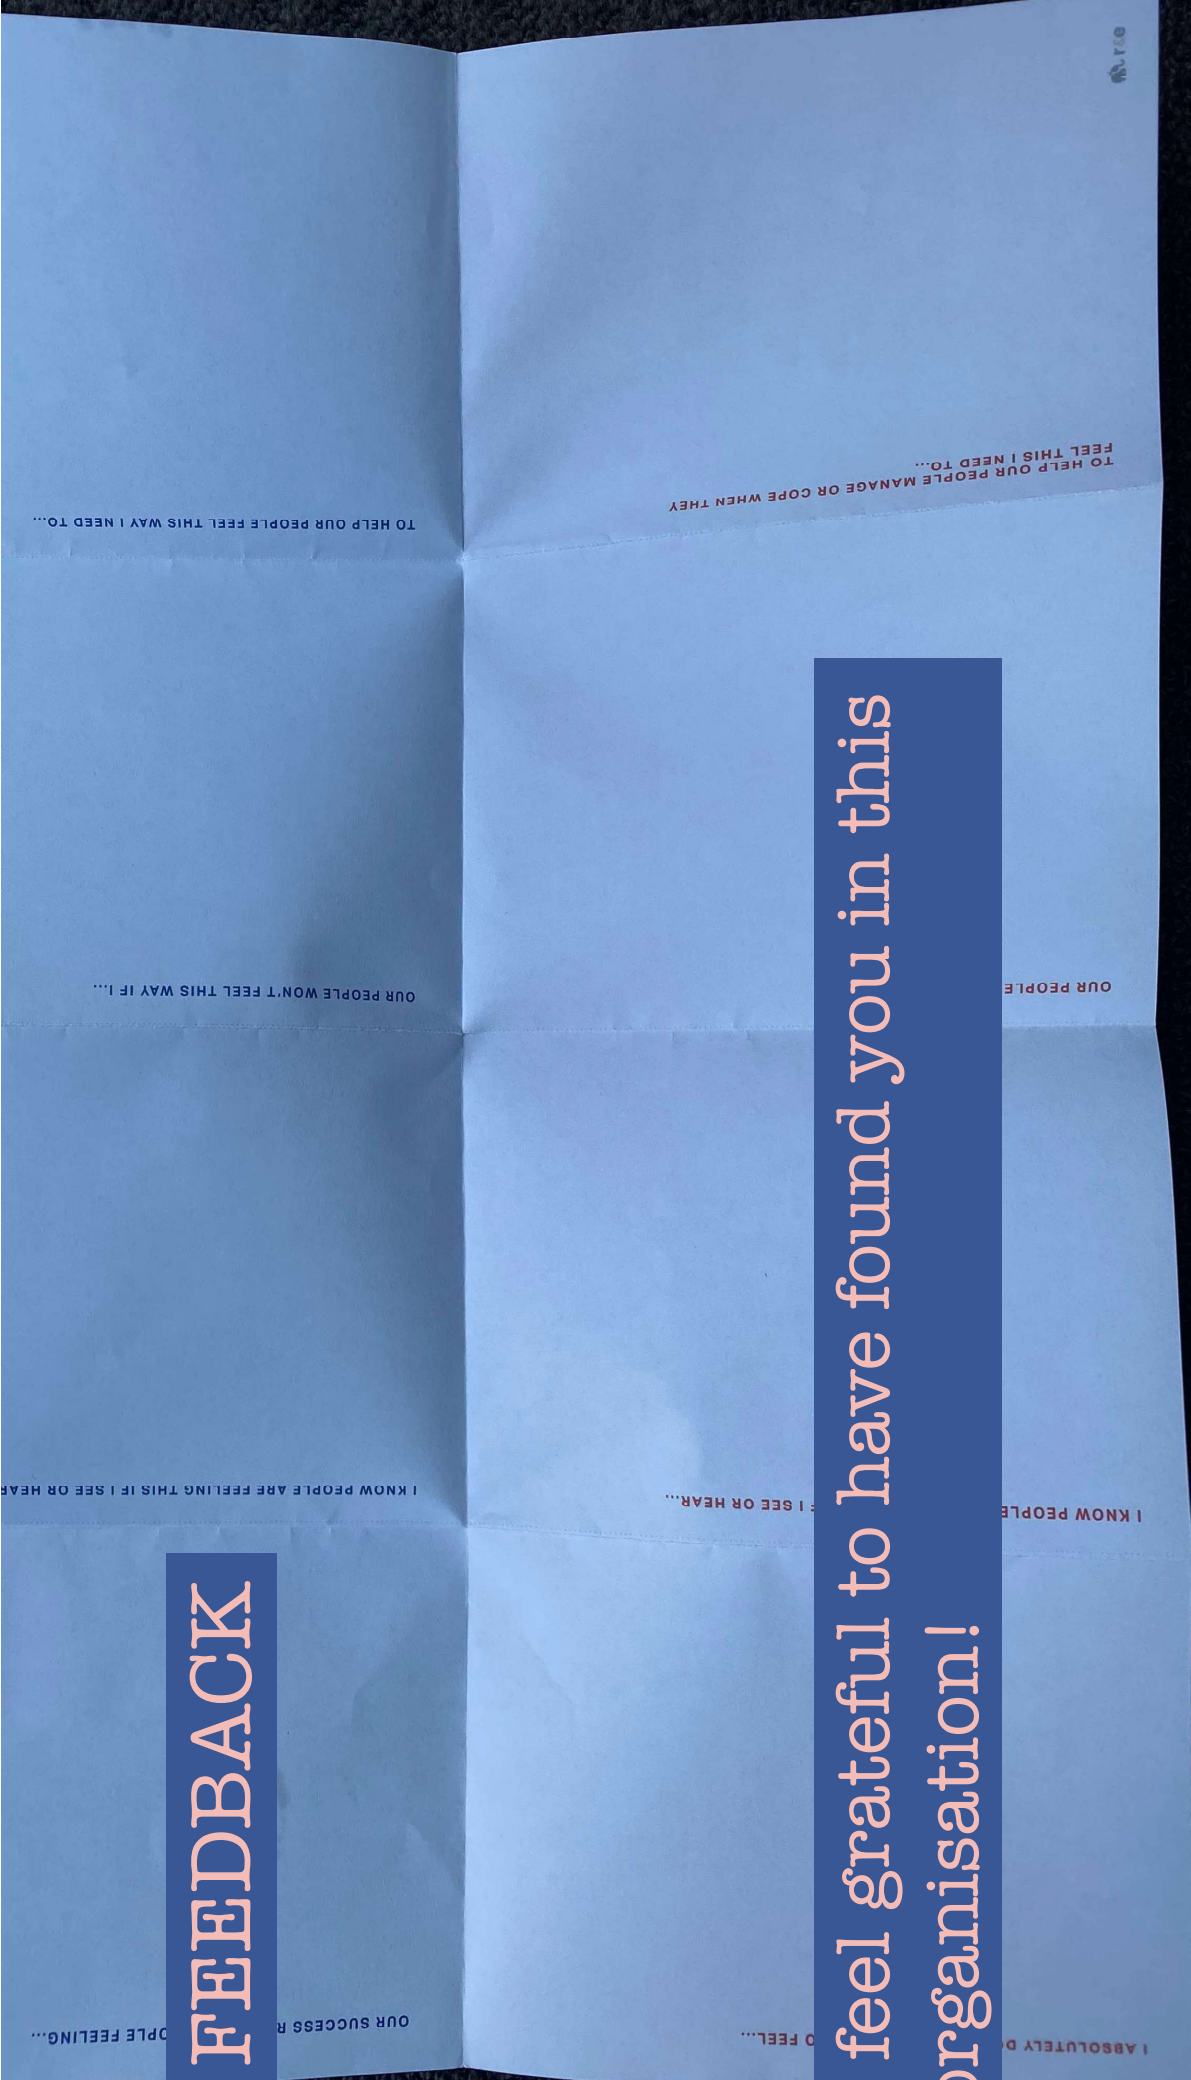 FEEDBACK
feel grateful to have found you in this
organisation!
OUR SUCCESS R
OPLE FEELING...
I KNOW PEOPLE ARE FEELING THIS IF I SEE OR HEAR
OUR PEOPLE WON'T FEEL THIS WAY IF I...
TO HELP OUR PEOPLE FEEL THIS WAY I NEED TO...
I ABSOLUTELY DO
O FEEL...
I KNOW PEOPLE
F I SEE OR HEAR...
OUR PEOPLE
TO HELP OUR PEOPLE MANAGE OR COPE WHEN THEY
FEEL THIS I NEED TO...